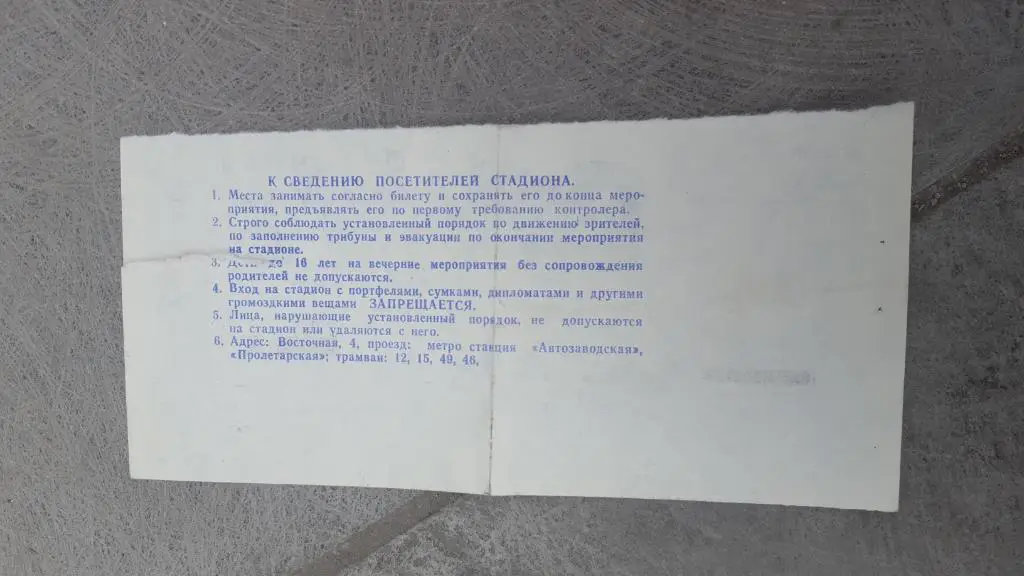 К СВЕДЕНИЮ ПОСЕТИТЕЛЕЙ СТАДИОНА.
1. Места занимать согласно билету и сохранять его до конца меро-
приятия, предъявлять его по первому требованию контролера.
2. Строго соблюдать установленный порядок по движению зрителей,
по заполнению трибуны и эвакуации по окончании мероприятия
на стадионе.
3. Дети до 16 лет на вечерние мероприятия без сопровождения
родителей не допускаются.
4. Вход на стадион с портфелями, сумками, дипломатами и другими
громоздкими вещами ЗАПРЕЩАЕТСЯ.
5. Лица, нарушающие установленный порядок, не допускаются
на стадион или удаляются с него.
6. Адрес: Восточная, 4, проезд: метро станция «Автозаводская»,
«Пролетарская»; трамваи: 12, 15, 49, 46,